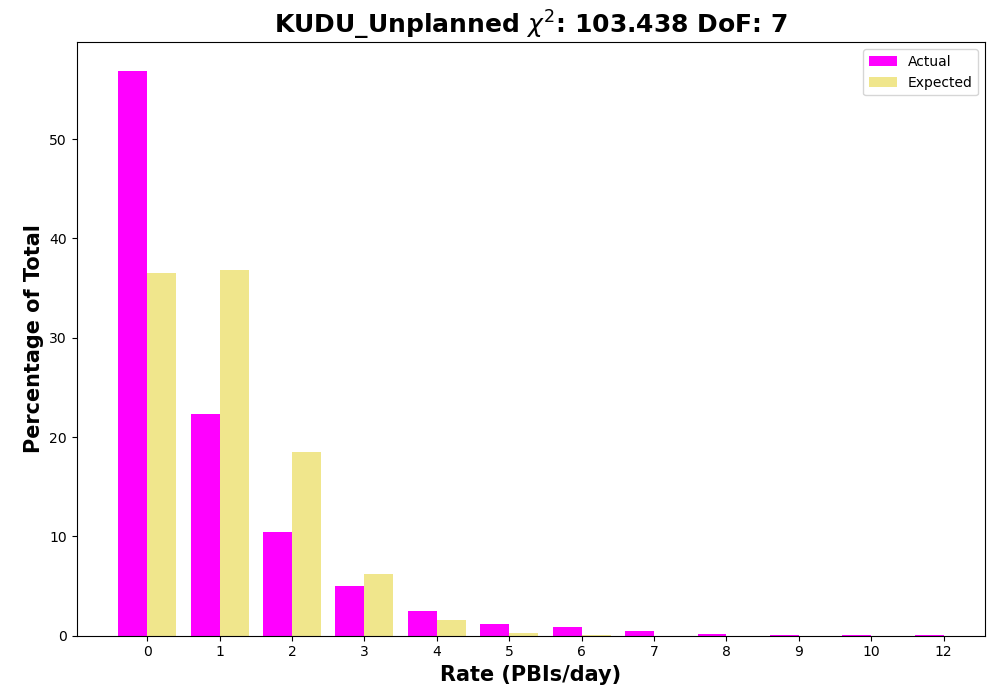 KUDU_Unplanned χ²: 103.438 DoF: 7
Actual
Expected
Percentage of Total
50
40
30
20
10
0
0 1 2 3 4 5 6 7 8 9 10 12
Rate (PBIs/day)